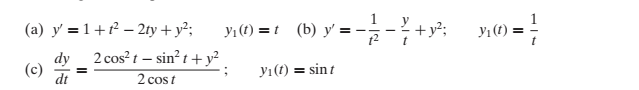 (a) y′ = 1 + t² − 2ty + y²; y₁(t) = t (b) y′ = −1/t² − y/t + y²; y₁(t) = 1/t
(c) dy/dt = (2 cos² t − sin² t + y²)/(2 cos t); y₁(t) = sin t